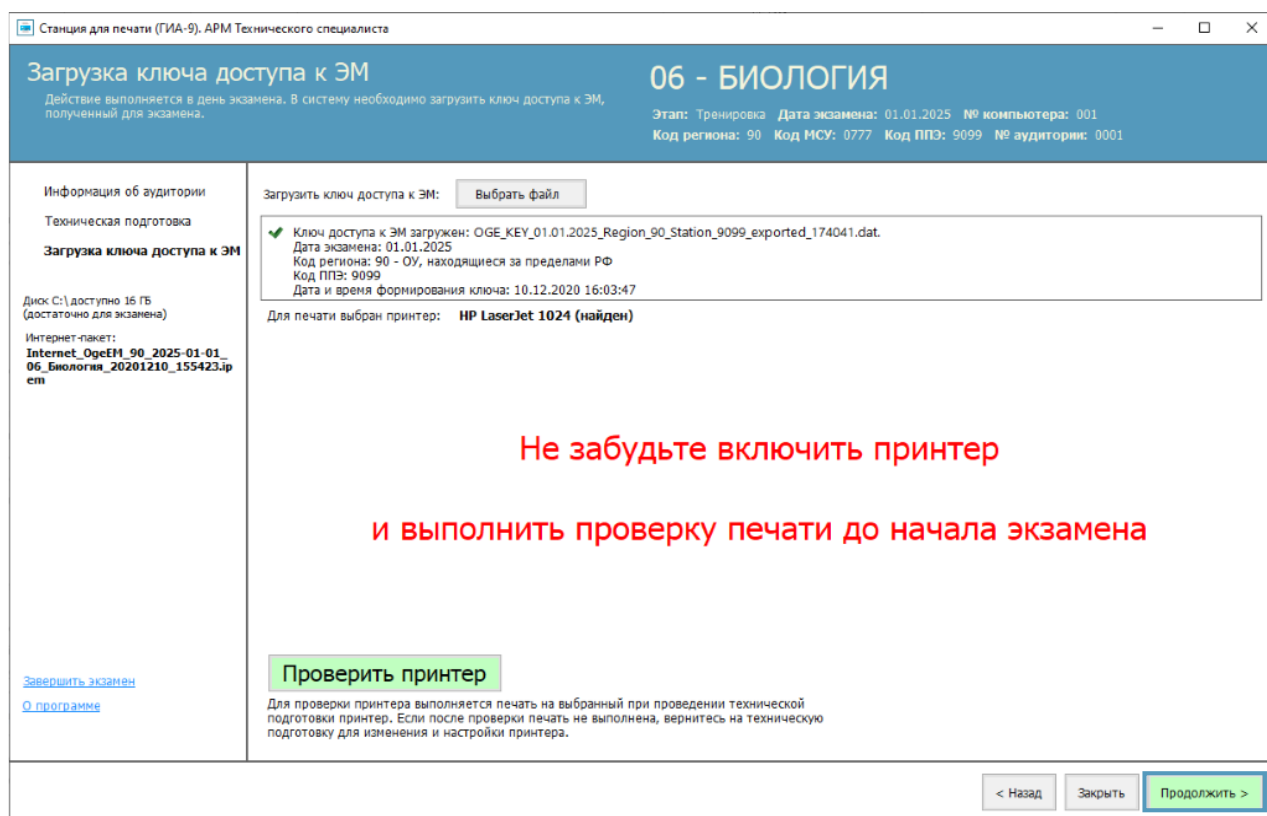 Станция для печати (ГИА-9). АРМ Технического специалиста
Загрузка ключа доступа к ЭМ
Действие выполняется в день экзамена. В систему необходимо загрузить ключ доступа к ЭМ,
полученный для экзамена.
06 - БИОЛОГИЯ
Этап: Тренировка Дата экзамена: 01.01.2025 № компьютера: 001
Код региона: 90 Код МСУ: 0777 Код ППЭ: 9099 № аудитории: 0001
Информация об аудитории
Техническая подготовка
Загрузка ключа доступа к ЭМ
Диск C:\ доступно 16 ГБ
(достаточно для экзамена)
Интернет-пакет:
Internet_OgeEM_90_2025-01-01_
06_Биология_20201210_155423.ip
em
Завершить экзамен
О программе
Загрузить ключ доступа к ЭМ: Выбрать файл
Ключ доступа к ЭМ загружен: OGE_KEY_01.01.2025_Region_90_Station_9099_exported_174041.dat.
Дата экзамена: 01.01.2025
Код региона: 90 - ОУ, находящиеся за пределами РФ
Код ППЭ: 9099
Дата и время формирования ключа: 10.12.2020 16:03:47
Для печати выбран принтер: HP LaserJet 1024 (найден)
Не забудьте включить принтер
и выполнить проверку печати до начала экзамена
Проверить принтер
Для проверки принтера выполняется печать на выбранный при проведении технической
подготовки принтер. Если после проверки печать не выполнена, вернитесь на техническую
подготовку для изменения и настройки принтера.
< Назад Закрыть Продолжить >